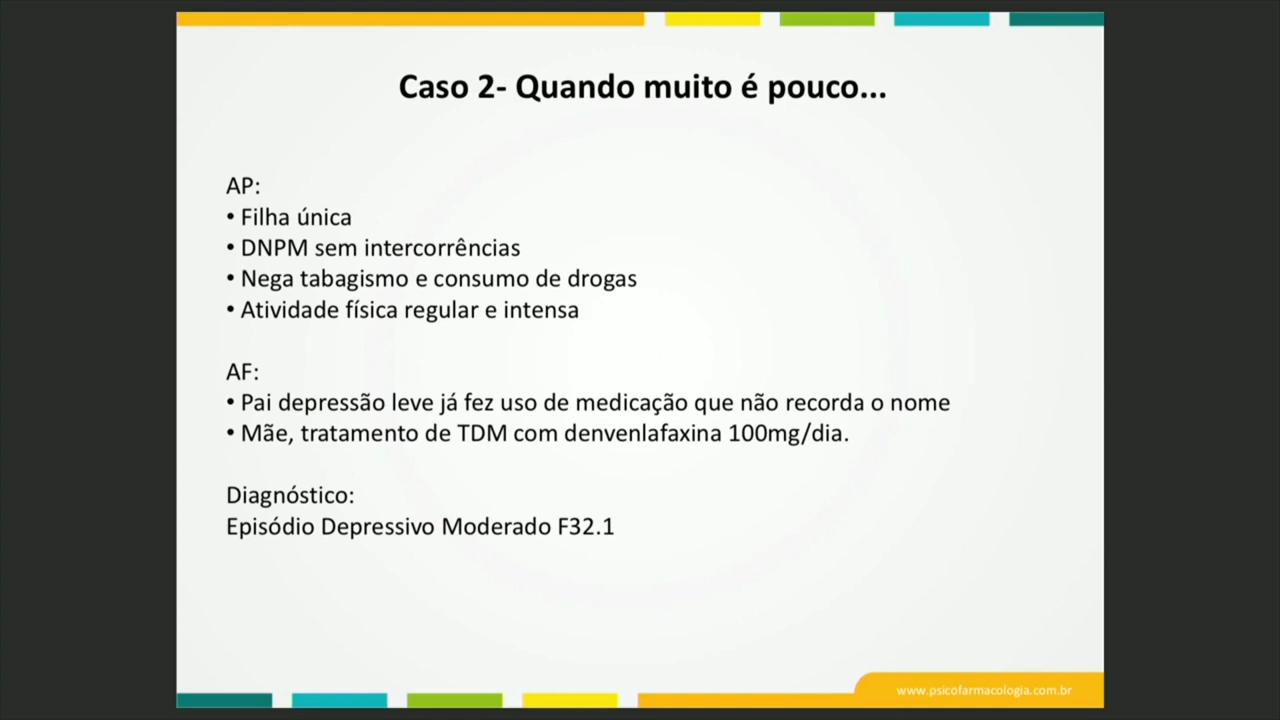 Caso 2- Quando muito é pouco...
AP:
• Filha única
• DNPM sem intercorrências
• Nega tabagismo e consumo de drogas
• Atividade física regular e intensa
AF:
• Pai depressão leve já fez uso de medicação que não recorda o nome
• Mãe, tratamento de TDM com denvenlafaxina 100mg/dia.
Diagnóstico:
Episódio Depressivo Moderado F32.1
www.psicofarmacologia.com.br